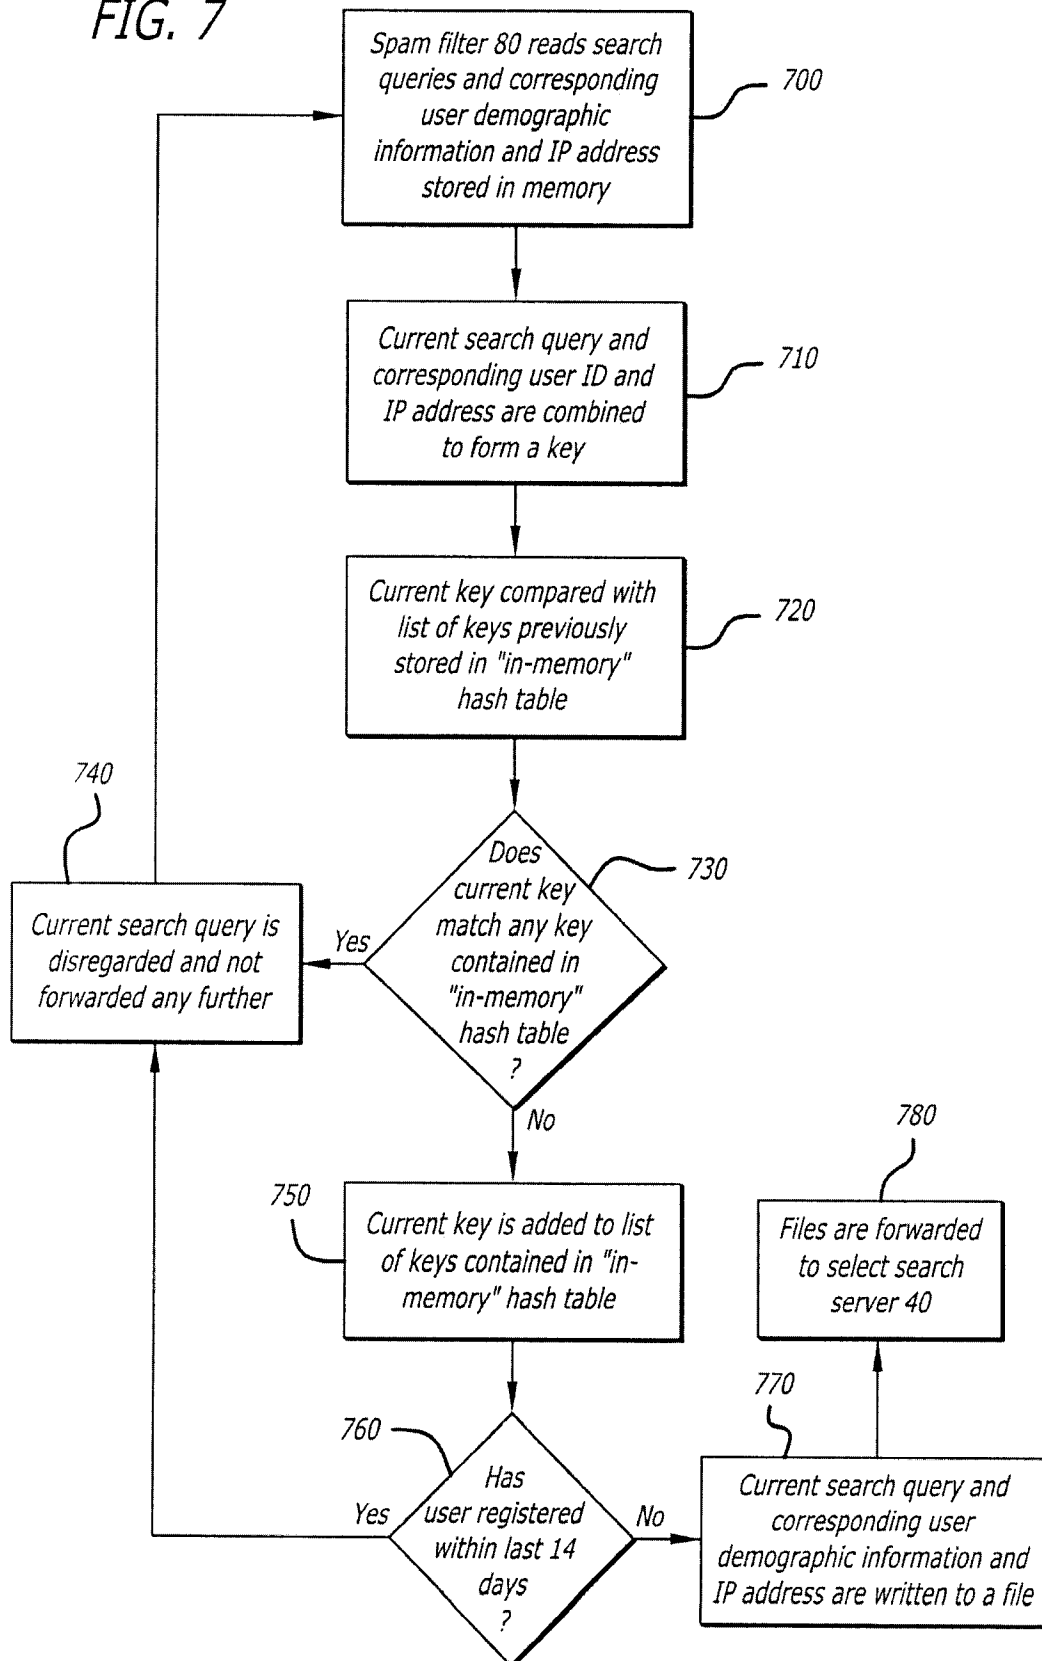 FIG. 7
Spam filter 80 reads search
queries and corresponding
user demographic
information and IP address
stored in memory
700
Current search query and
corresponding user ID and
IP address are combined
to form a key
710
Current key compared with
list of keys previously
stored in "in-memory"
hash table
720
Does
current key
match any key
contained in
"in-memory"
hash table
?
730
Yes
740
Current search query is
disregarded and not
forwarded any further
No
750
Current key is added to list
of keys contained in "in-
memory" hash table
760
Has
user registered
within last 14
days
?
Yes
No
770
Current search query and
corresponding user
demographic information and
IP address are written to a file
780
Files are forwarded
to select search
server 40